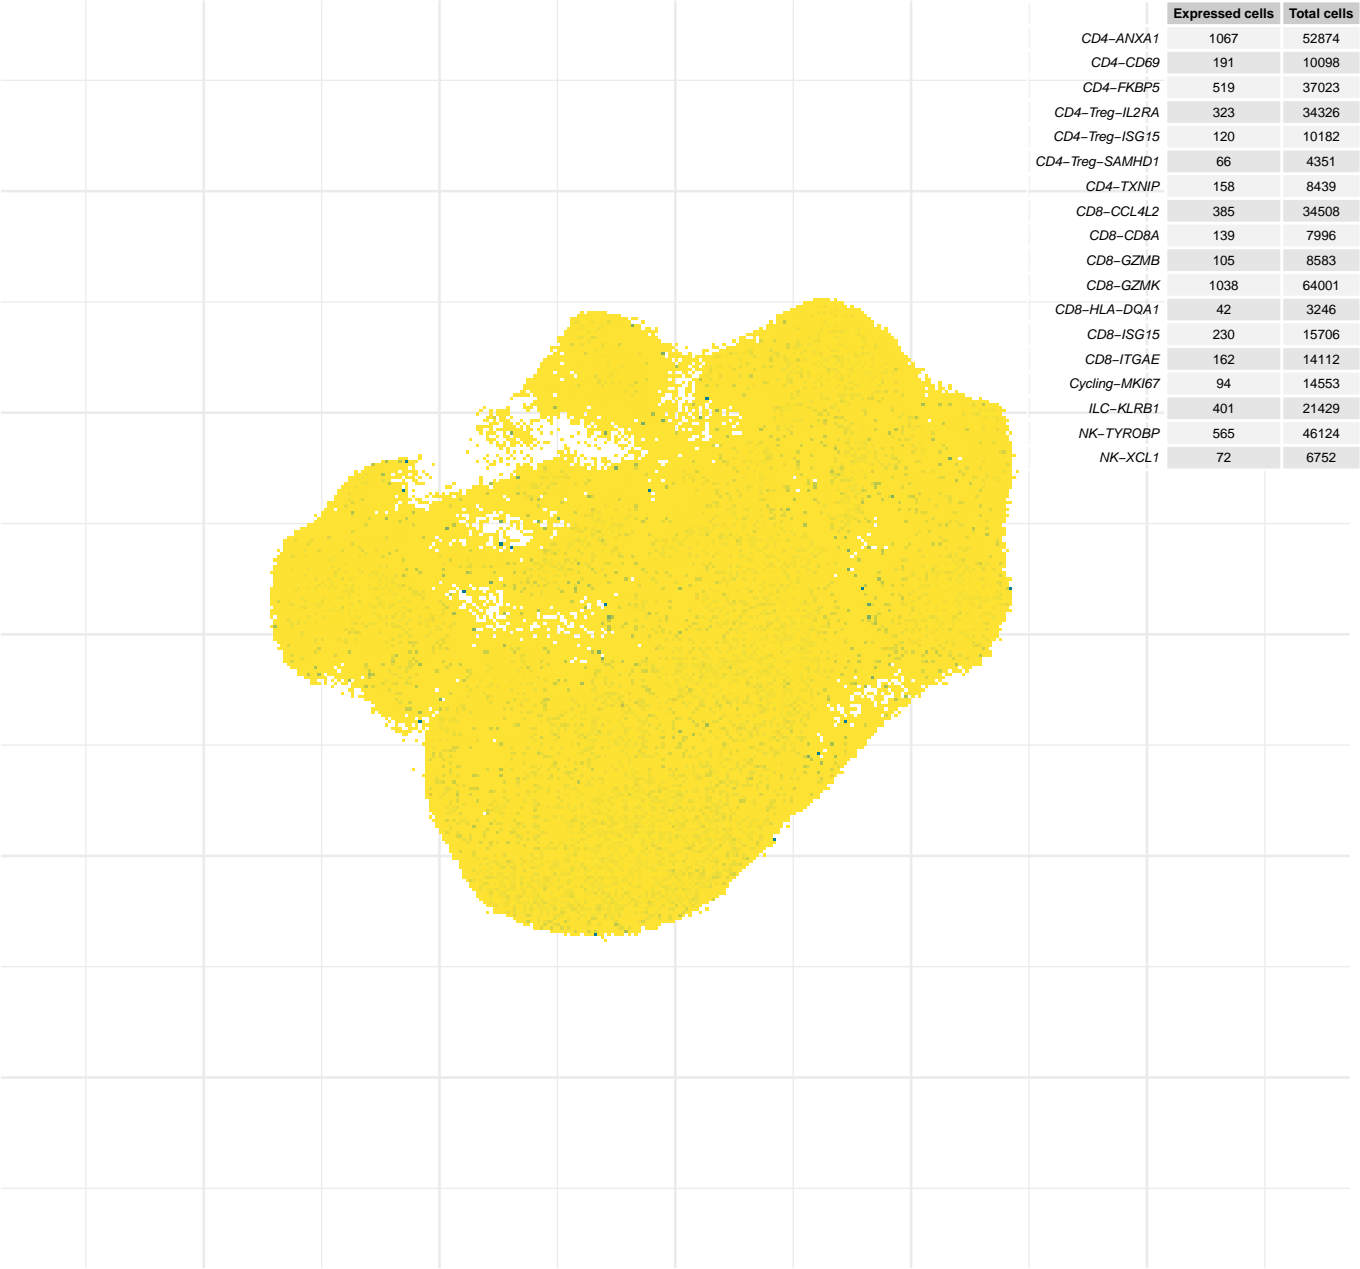 Expressed cells Total cells
CD4−ANXA1 1067 52874
CD4−CD69 191 10098
CD4−FKBP5 519 37023
CD4−Treg−IL2RA 323 34326
CD4−Treg−ISG15 120 10182
CD4−Treg−SAMHD1 66 4351
CD4−TXNIP 158 8439
CD8−CCL4L2 385 34508
CD8−CD8A 139 7996
CD8−GZMB 105 8583
CD8−GZMK 1038 64001
CD8−HLA−DQA1 42 3246
CD8−ISG15 230 15706
CD8−ITGAE 162 14112
Cycling−MKI67 94 14553
ILC−KLRB1 401 21429
NK−TYROBP 565 46124
NK−XCL1 72 6752